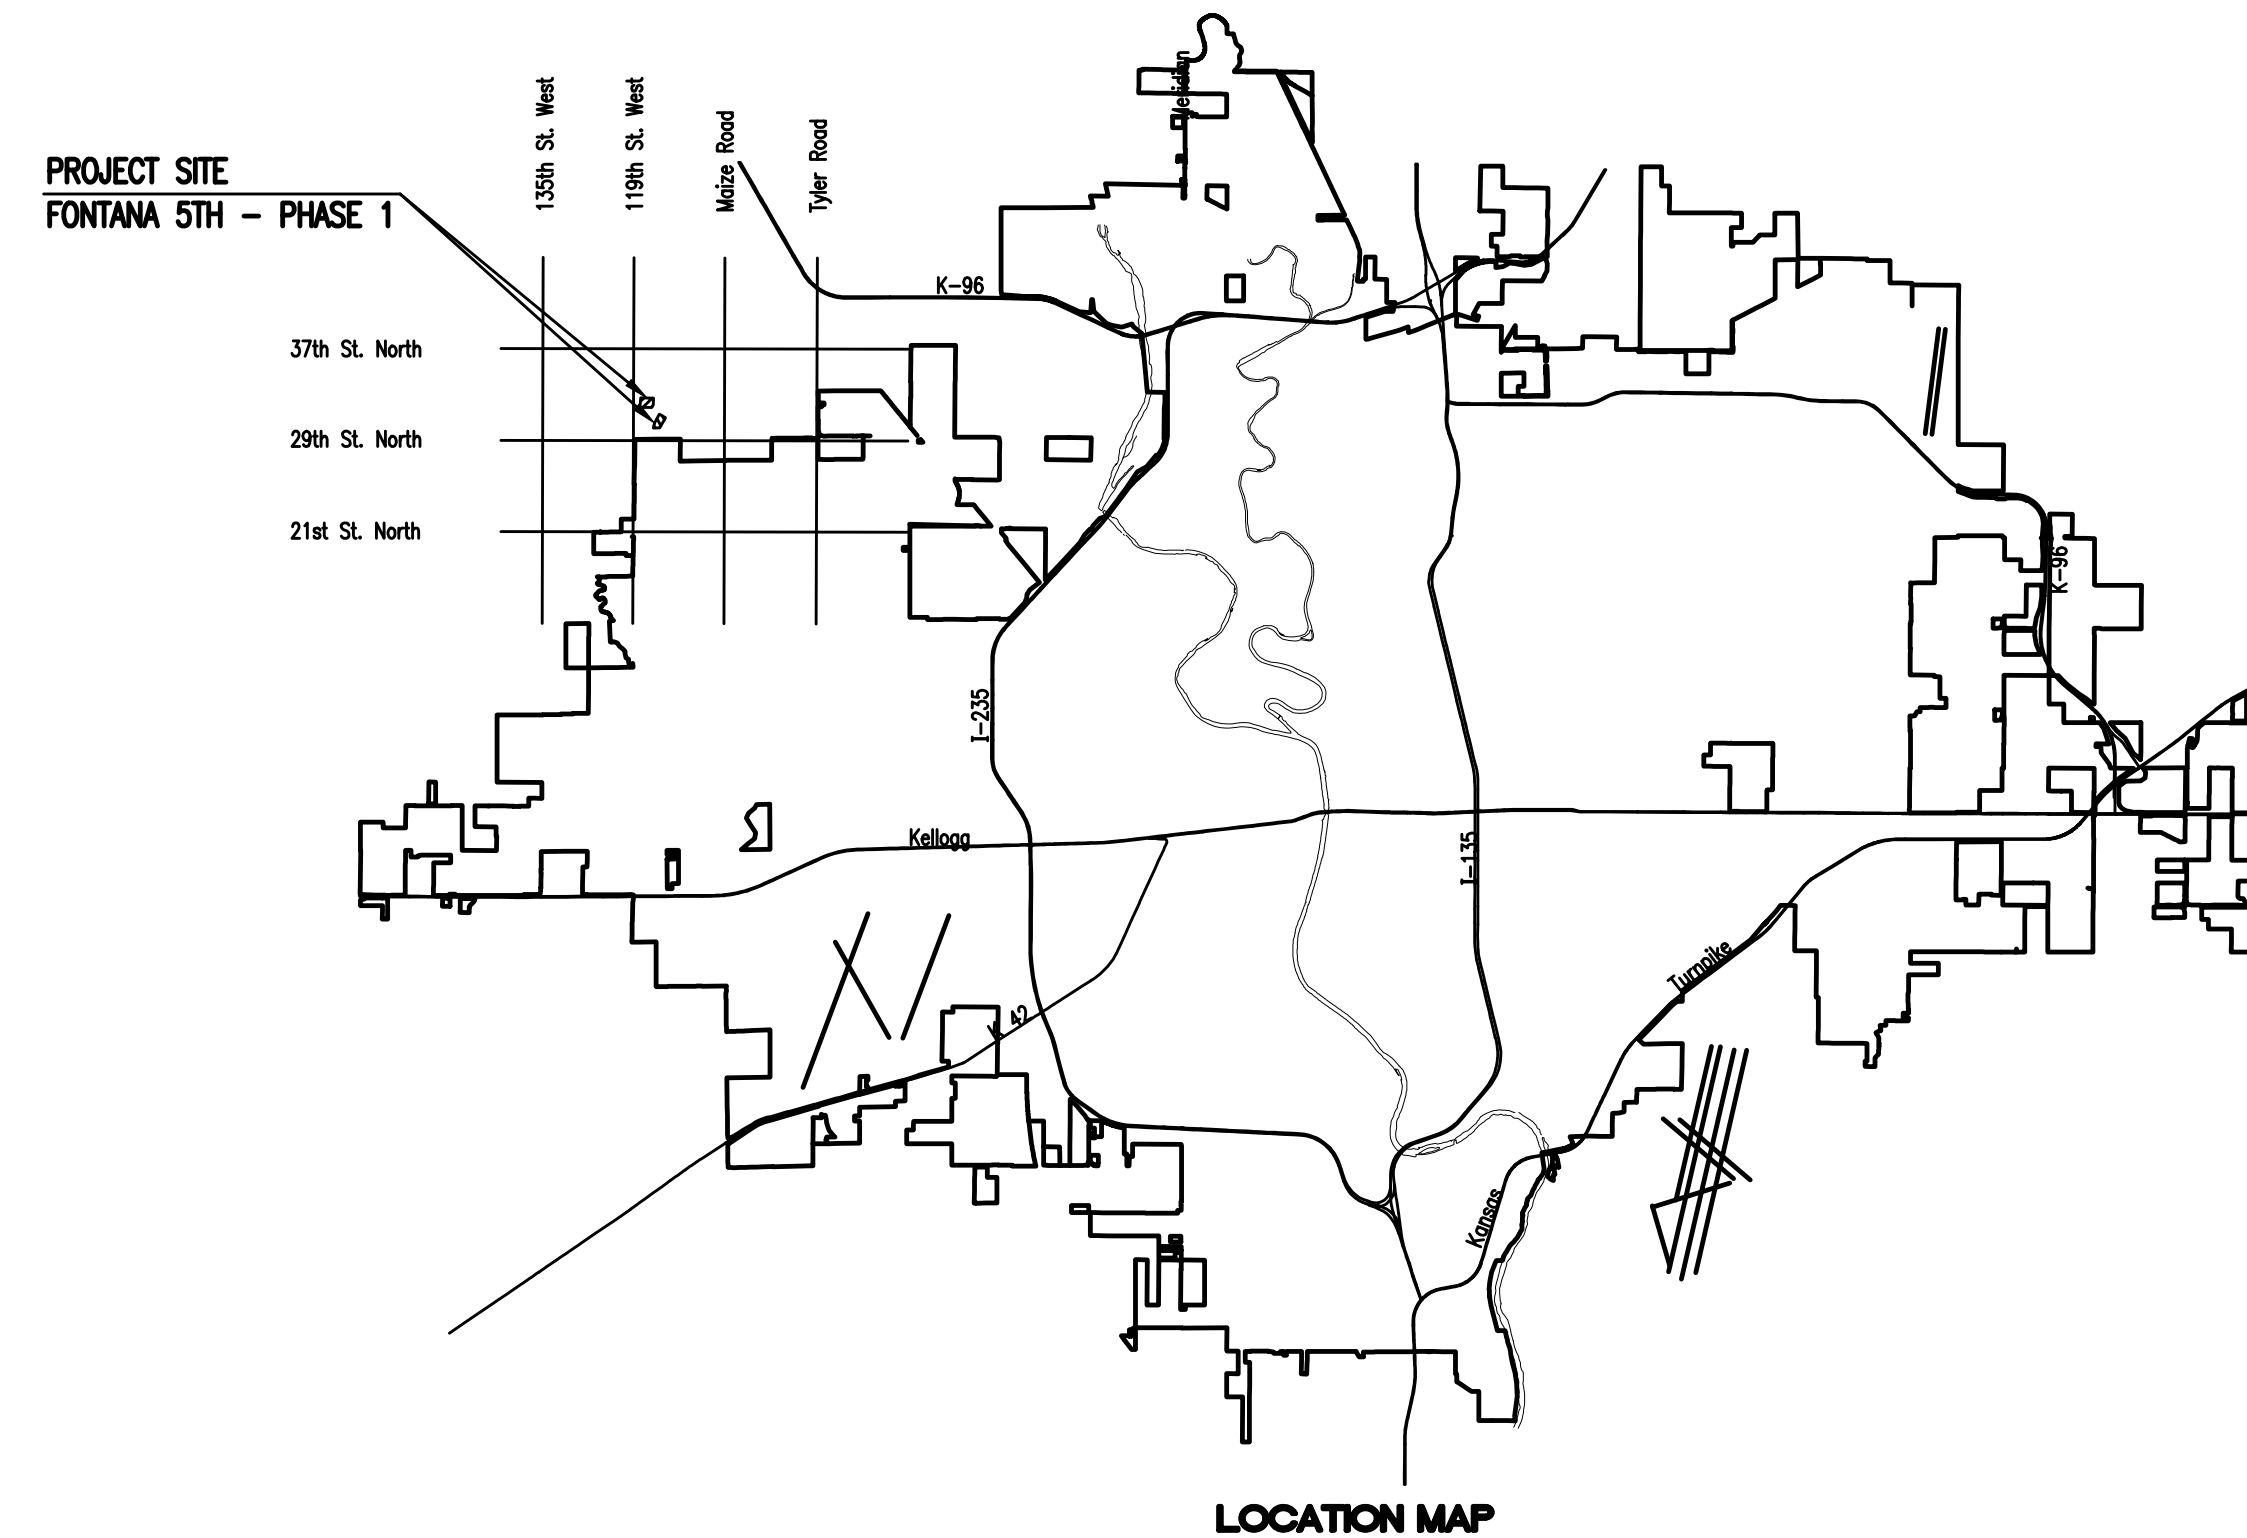 Meridian
135th St. West
119th St. West
Maize Road
Tyler Road
PROJECT SITE
FONTANA 5TH - PHASE 1
K-96
37th St. North
29th St. North
21st St. North
K-96
I-235
Kellogg
I-135
Turnpike
K-42
Kansas
LOCATION MAP